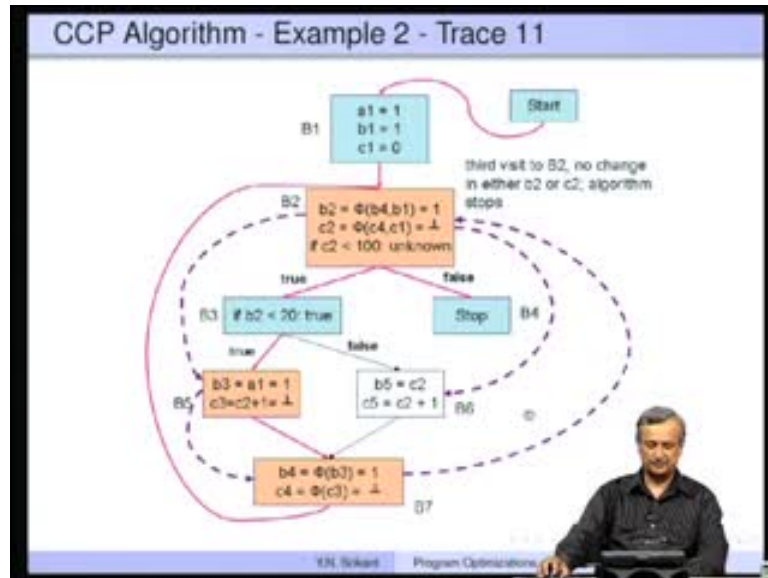 CCP Algorithm - Example 2 - Trace 11
Start
a1 = 1
b1 = 1
c1 = 0
B1
third visit to B2, no change
in either b2 or c2; algorithm
stops
B2
b2 = Φ(b4,b1) = 1
c2 = Φ(c4,c1) = ┴
if c2 < 100: unknown
true
false
B3
if b2 < 20: true
Stop
B4
true
false
b3 = a1 = 1
c3=c2+1= ┴
B5
b5 = c2
c5 = c2 + 1
B6
b4 = Φ(b3) = 1
c4 = Φ(c3) = ┴
B7
Y.N. Srikant
Program Optimizations